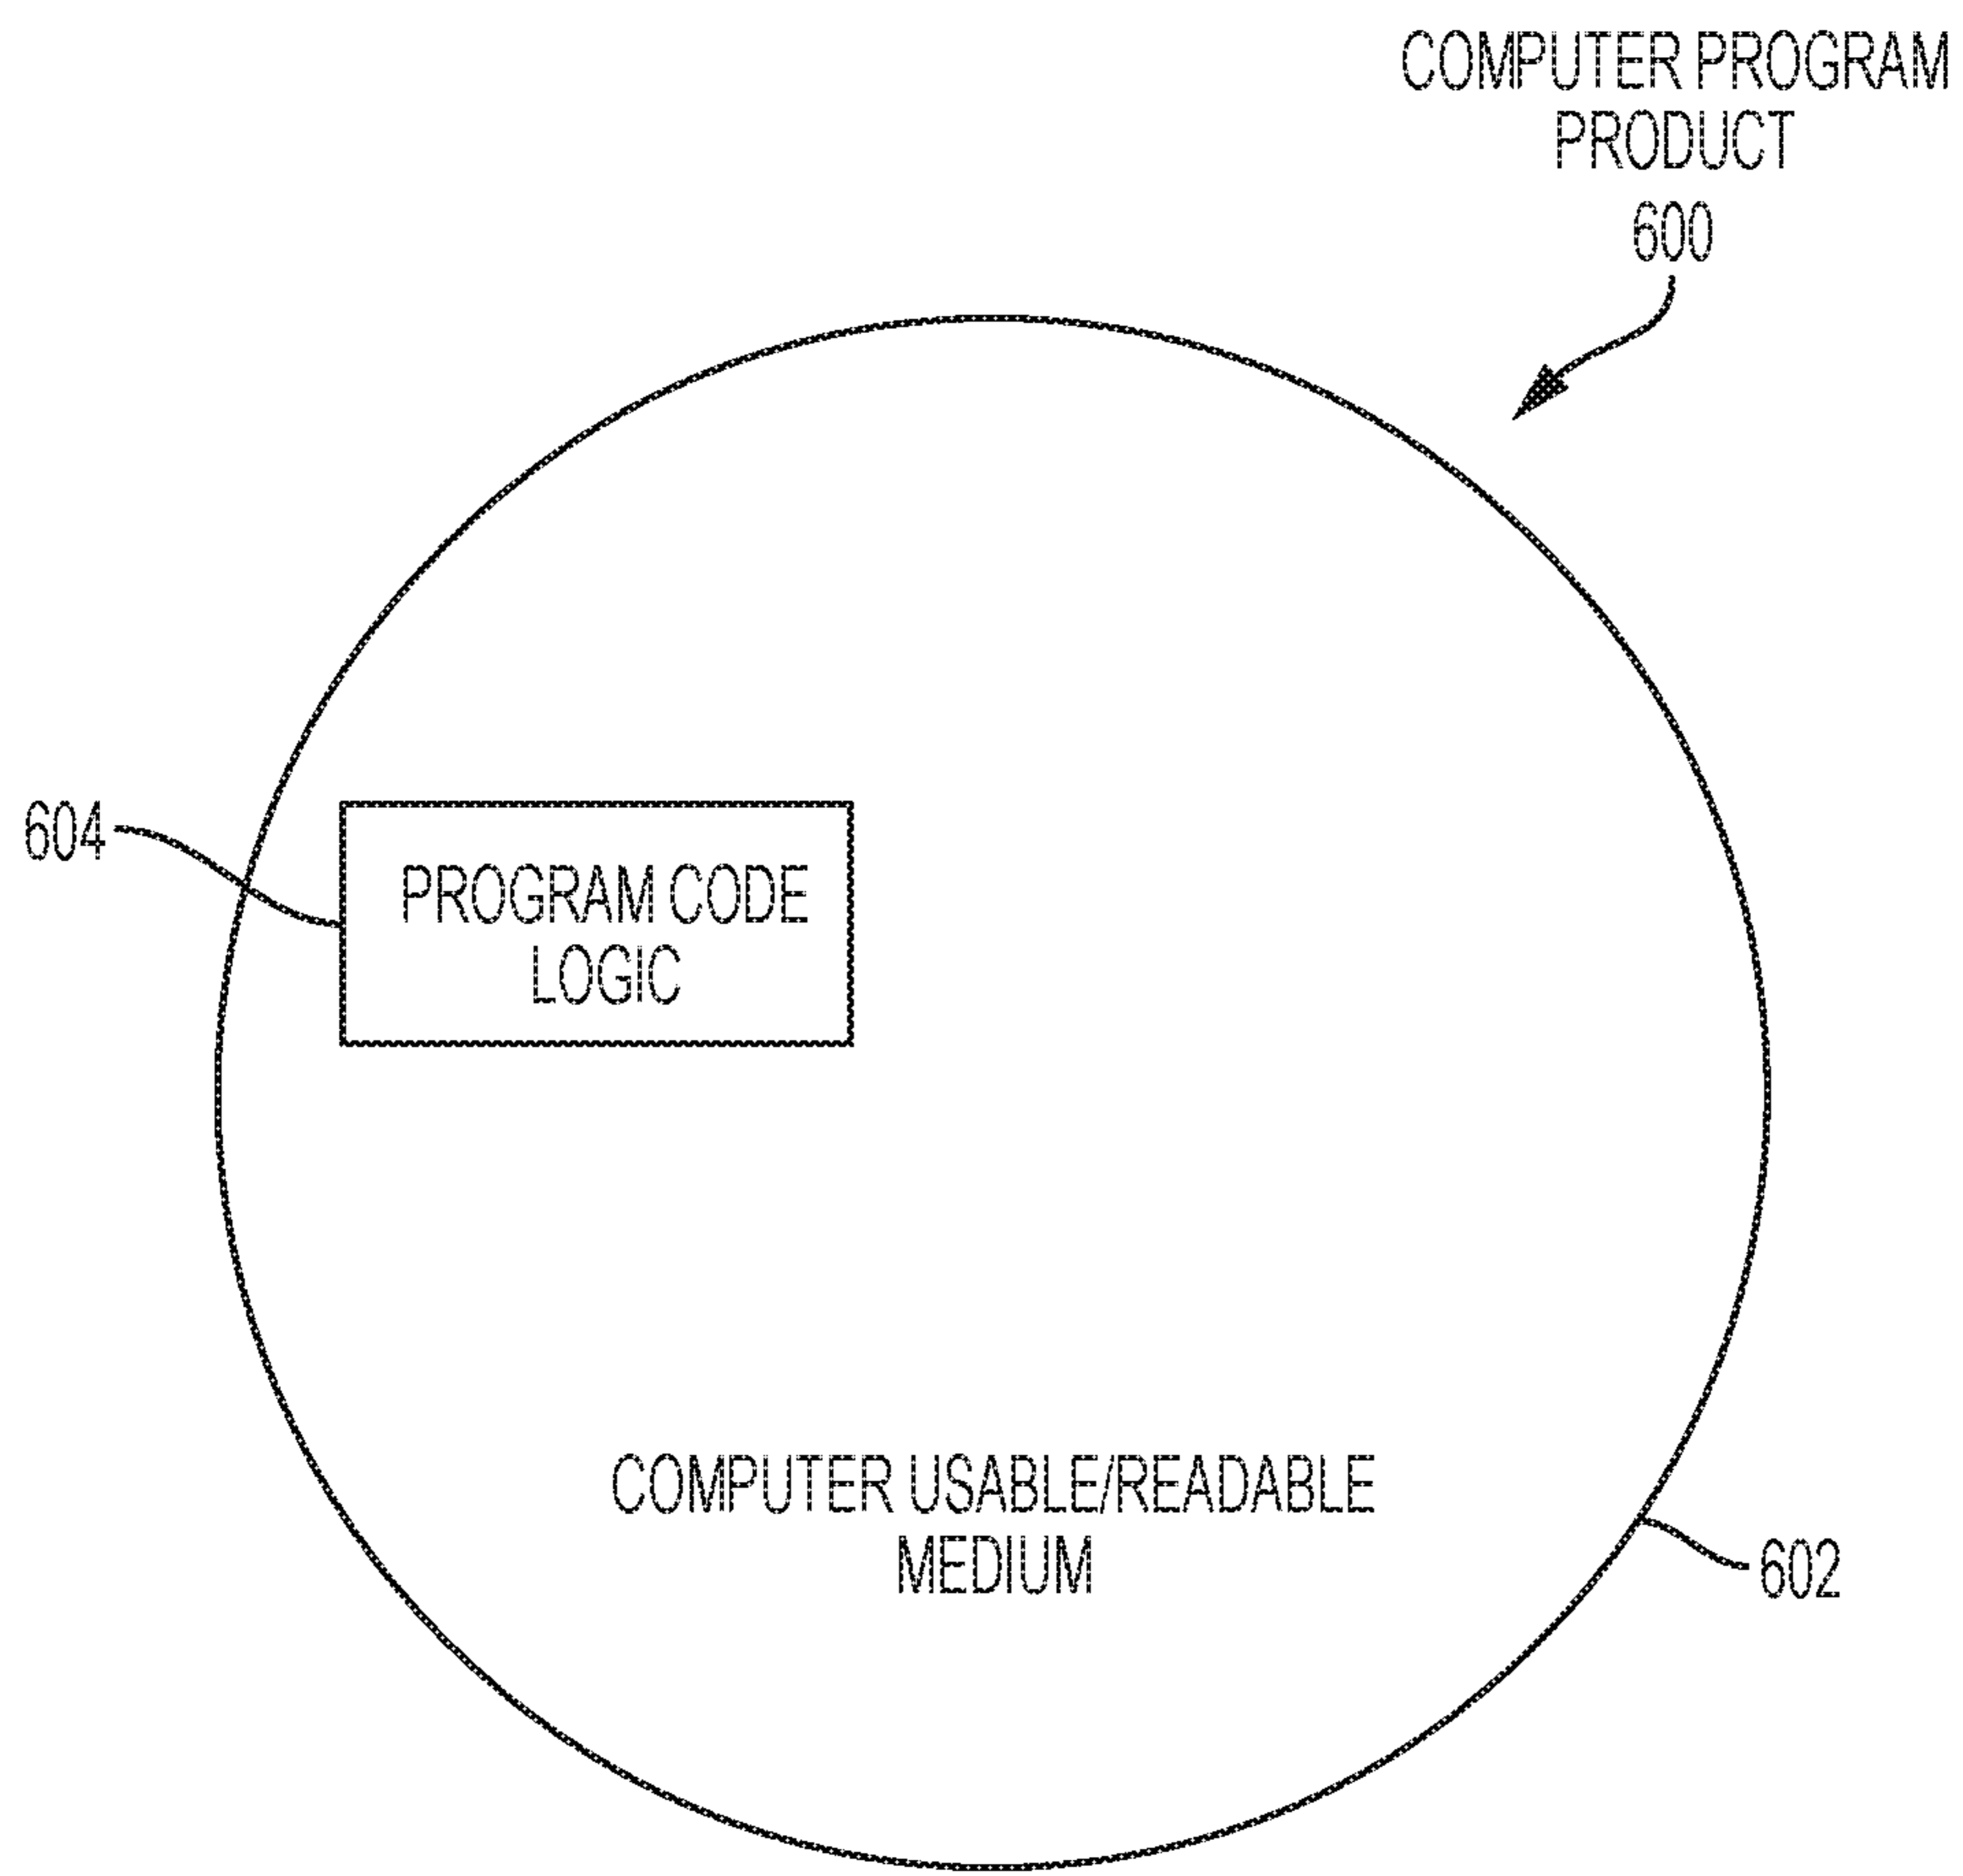 COMPUTER PROGRAM
PRODUCT
600
604
PROGRAM CODE
LOGIC
COMPUTER USABLE/READABLE
MEDIUM
602